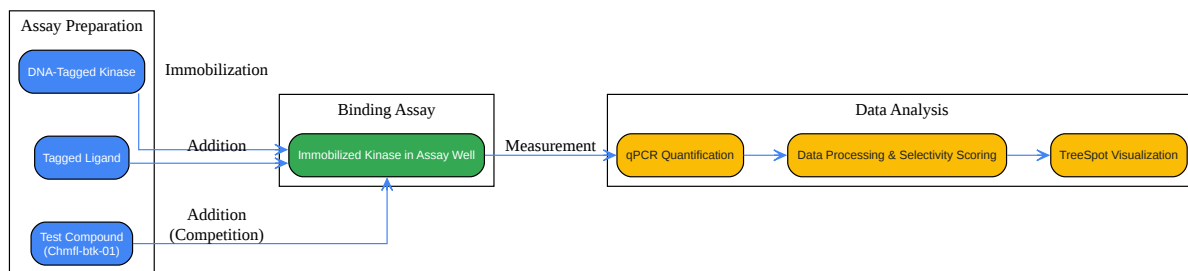 Assay Preparation
DNA-Tagged Kinase
Immobilization
Tagged Ligand
Addition
Test Compound
(Chmfl-btk-01)
Addition
(Competition)
Binding Assay
Immobilized Kinase in Assay Well
Measurement
Data Analysis
qPCR Quantification
Data Processing & Selectivity Scoring
TreeSpot Visualization